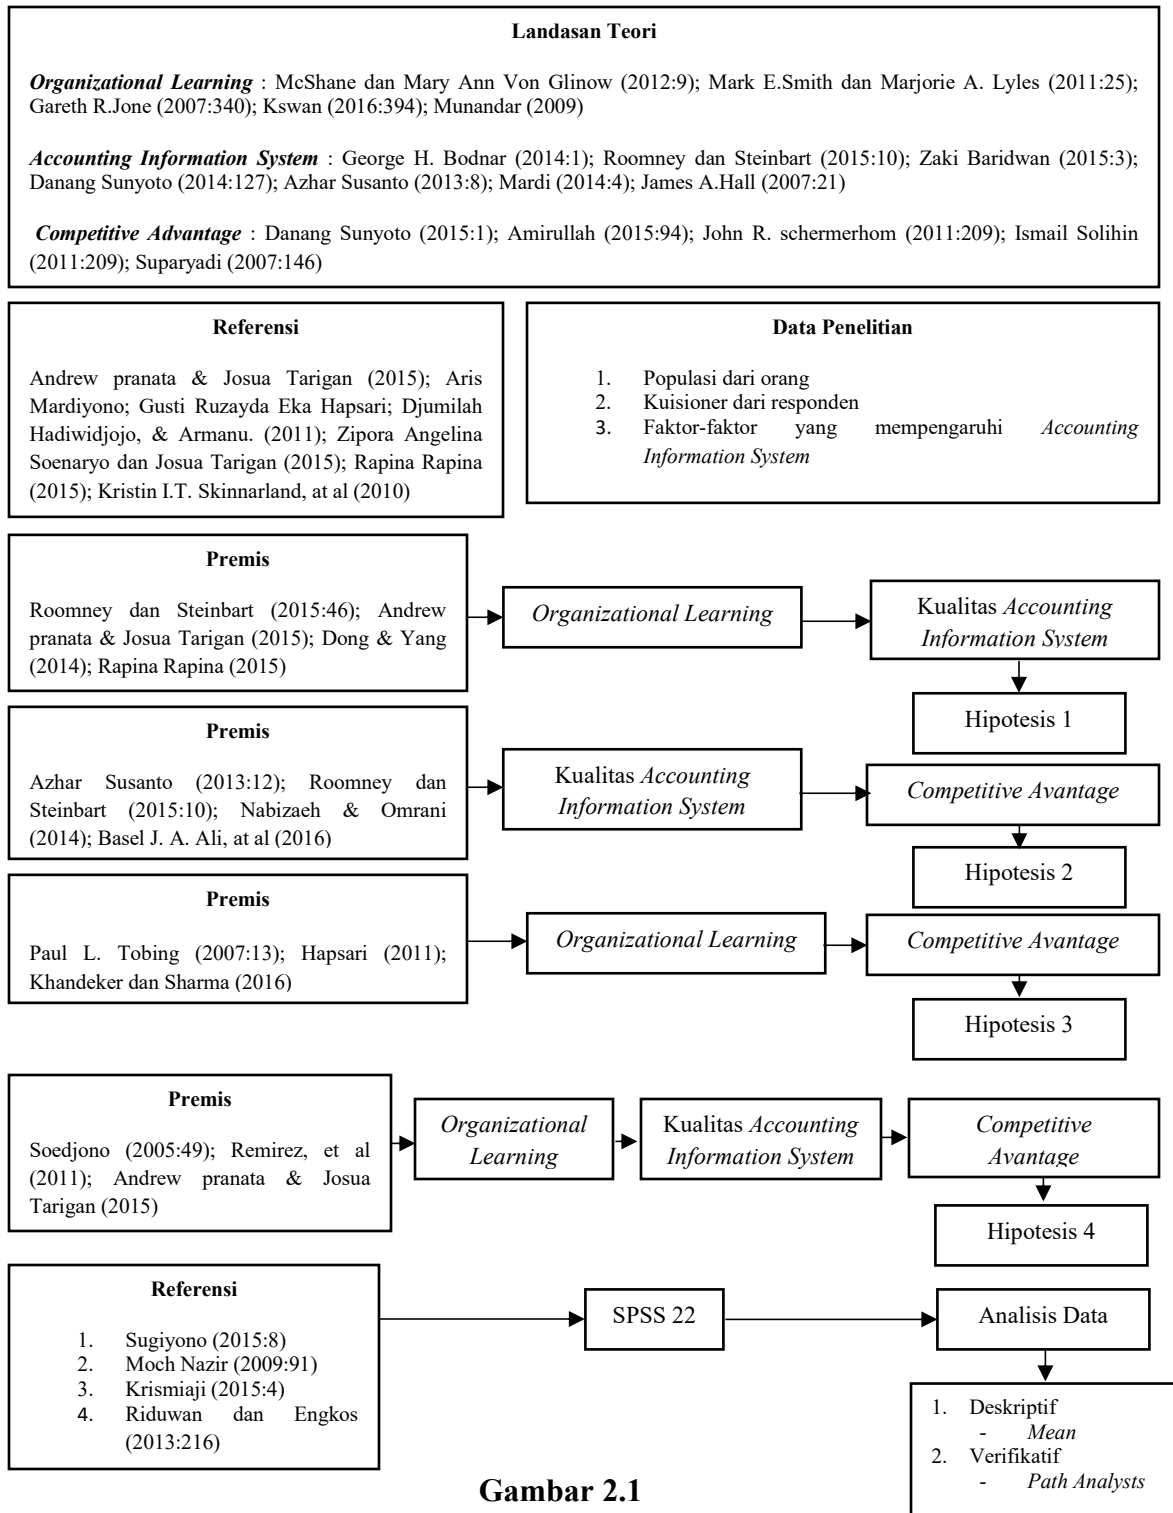 Landasan Teori
Organizational Learning : McShane dan Mary Ann Von Glinow (2012:9); Mark E.Smith dan Marjorie A. Lyles (2011:25);
Gareth R.Jone (2007:340); Kswan (2016:394); Munandar (2009)
Accounting Information System : George H. Bodnar (2014:1); Roomney dan Steinbart (2015:10); Zaki Baridwan (2015:3);
Danang Sunyoto (2014:127); Azhar Susanto (2013:8); Mardi (2014:4); James A.Hall (2007:21)
Competitive Advantage : Danang Sunyoto (2015:1); Amirullah (2015:94); John R. schermerhom (2011:209); Ismail Solihin
(2011:209); Suparyadi (2007:146)
Referensi
Andrew pranata & Josua Tarigan (2015); Aris
Mardiyono; Gusti Ruzayda Eka Hapsari; Djumilah
Hadiwidjojo, & Armanu. (2011); Zipora Angelina
Soenaryo dan Josua Tarigan (2015); Rapina Rapina
(2015); Kristin I.T. Skinnarland, at al (2010)
Data Penelitian
1. Populasi dari orang
2. Kuisioner dari responden
3. Faktor-faktor yang mempengaruhi Accounting
Information System
Premis
Roomney dan Steinbart (2015:46); Andrew
pranata & Josua Tarigan (2015); Dong & Yang
(2014); Rapina Rapina (2015)
Organizational Learning
Kualitas Accounting
Information System
Hipotesis 1
Premis
Azhar Susanto (2013:12); Roomney dan
Steinbart (2015:10); Nabizaeh & Omrani
(2014); Basel J. A. Ali, at al (2016)
Kualitas Accounting
Information System
Competitive Avantage
Hipotesis 2
Premis
Paul L. Tobing (2007:13); Hapsari (2011);
Khandeker dan Sharma (2016)
Organizational Learning
Competitive Avantage
Hipotesis 3
Premis
Soedjono (2005:49); Remirez, et al
(2011); Andrew pranata & Josua
Tarigan (2015)
Organizational
Learning
Kualitas Accounting
Information System
Competitive
Avantage
Hipotesis 4
Referensi
1. Sugiyono (2015:8)
2. Moch Nazir (2009:91)
3. Krismiaji (2015:4)
4. Riduwan dan Engkos
(2013:216)
SPSS 22
Analisis Data
1. Deskriptif
- Mean
2. Verifikatif
- Path Analysts
Gambar 2.1